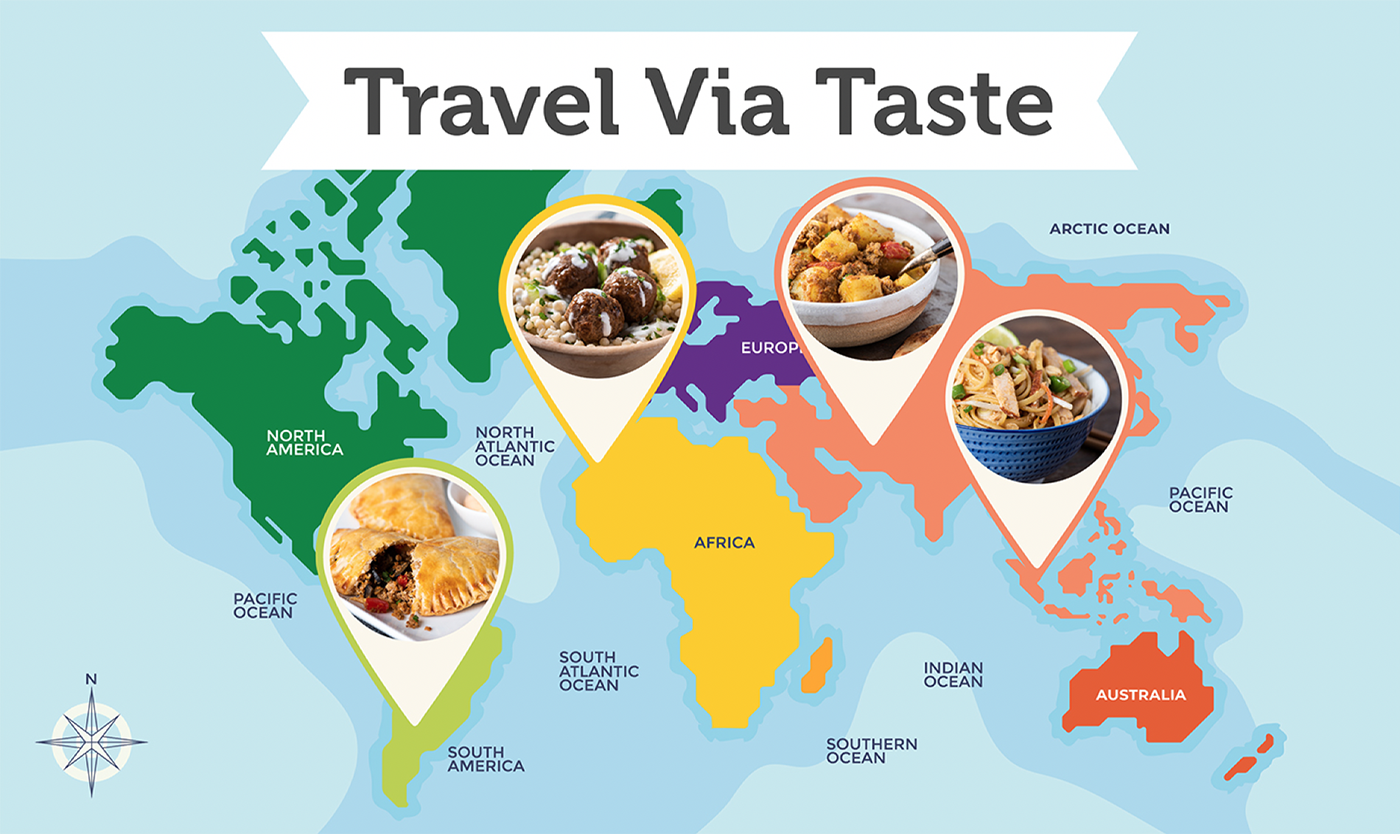 Travel Via Taste
ARCTIC OCEAN
EUROP
NORTH
AMERICA
NORTH
ATLANTIC
OCEAN
PACIFIC
OCEAN
AFRICA
PACIFIC
OCEAN
SOUTH
ATLANTIC
OCEAN
INDIAN
OCEAN
AUSTRALIA
N
SOUTHERN
OCEAN
SOUTH
AMERICA